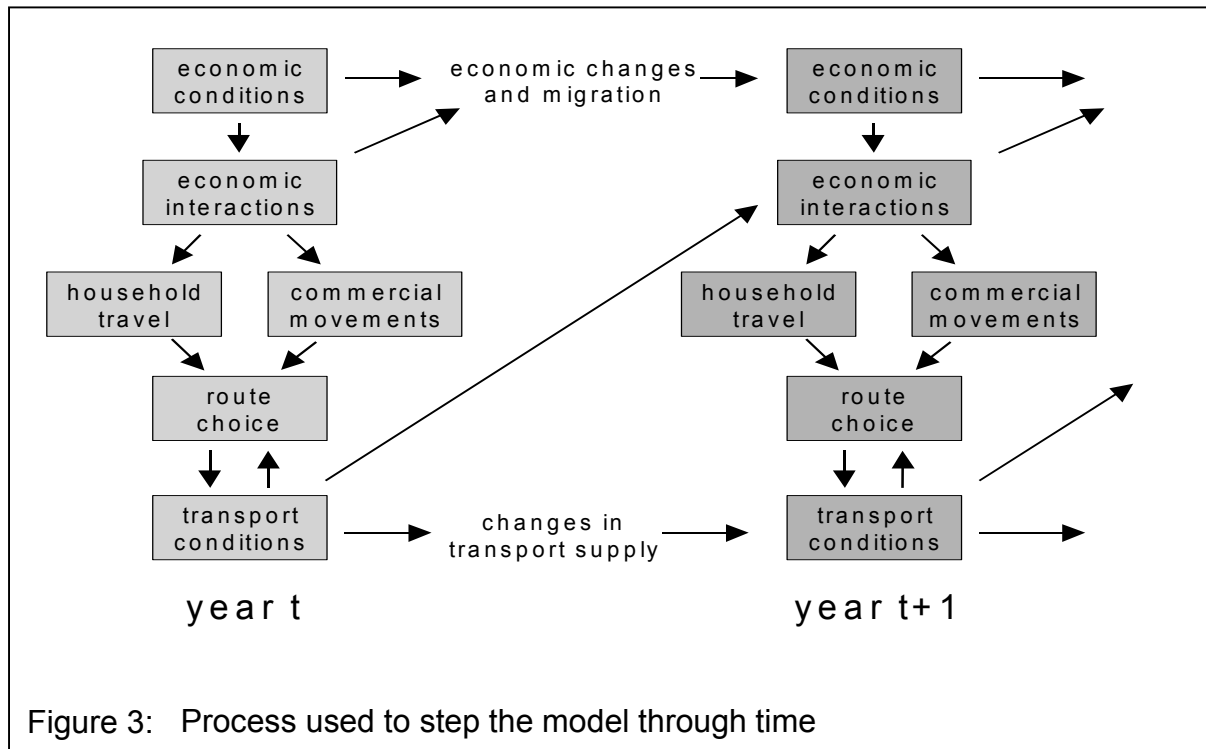 economic
conditions
economic changes
and migration
economic
conditions
economic
interactions
economic
interactions
household
travel
commercial
movements
household
travel
commercial
movements
route
choice
route
choice
transport
conditions
changes in
transport supply
transport
conditions
year t
year t+1
Figure 3: Process used to step the model through time